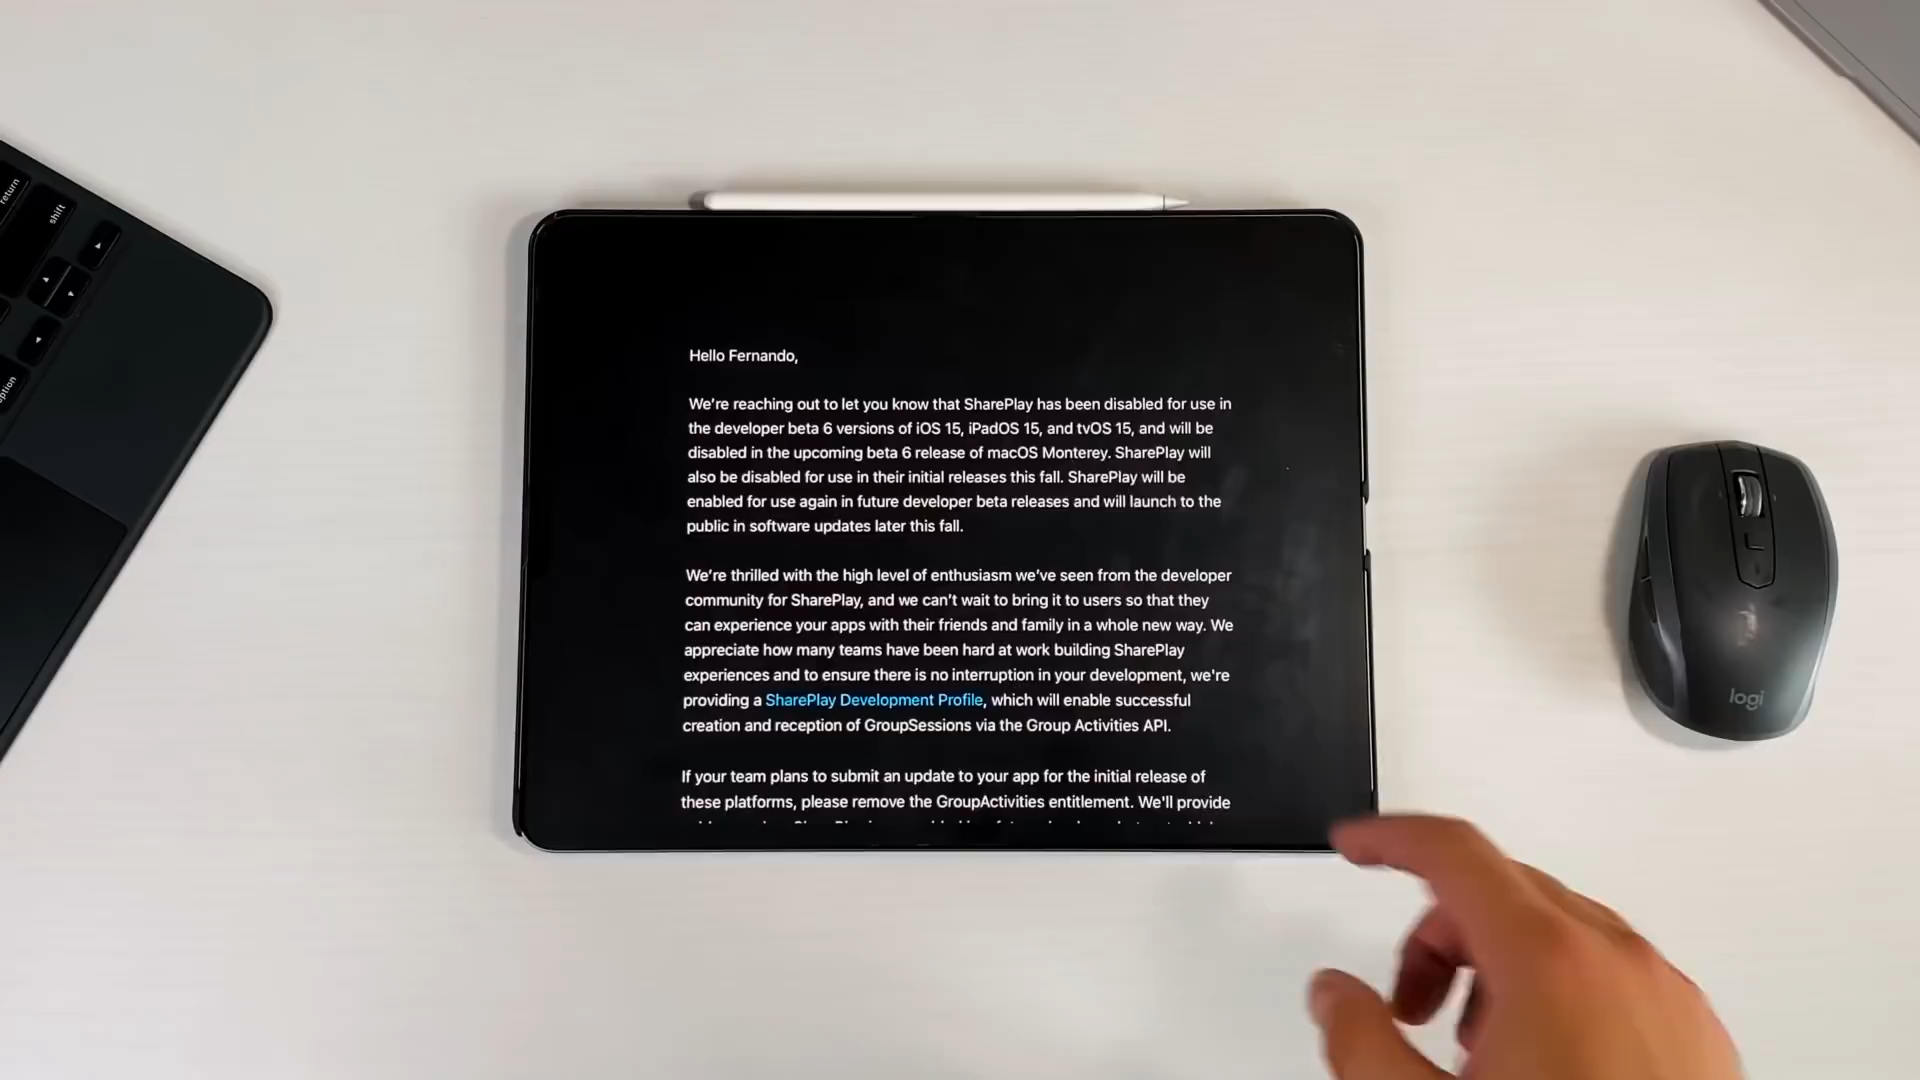 return
shift
option
Hello Fernando,
We're reaching out to let you know that SharePlay has been disabled for use in
the developer beta 6 versions of iOS 15, iPadOS 15, and tvOS 15, and will be
disabled in the upcoming beta 6 release of macOS Monterey. SharePlay will
also be disabled for use in their initial releases this fall. SharePlay will be
enabled for use again in future developer beta releases and will launch to the
public in software updates later this fall.
We're thrilled with the high level of enthusiasm we've seen from the developer
community for SharePlay, and we can't wait to bring it to users so that they
can experience your apps with their friends and family in a whole new way. We
appreciate how many teams have been hard at work building SharePlay
experiences and to ensure there is no interruption in your development, we're
providing a SharePlay Development Profile, which will enable successful
creation and reception of GroupSessions via the Group Activities API.
If your team plans to submit an update to your app for the initial release of
these platforms, please remove the GroupActivities entitlement. We'll provide
logi